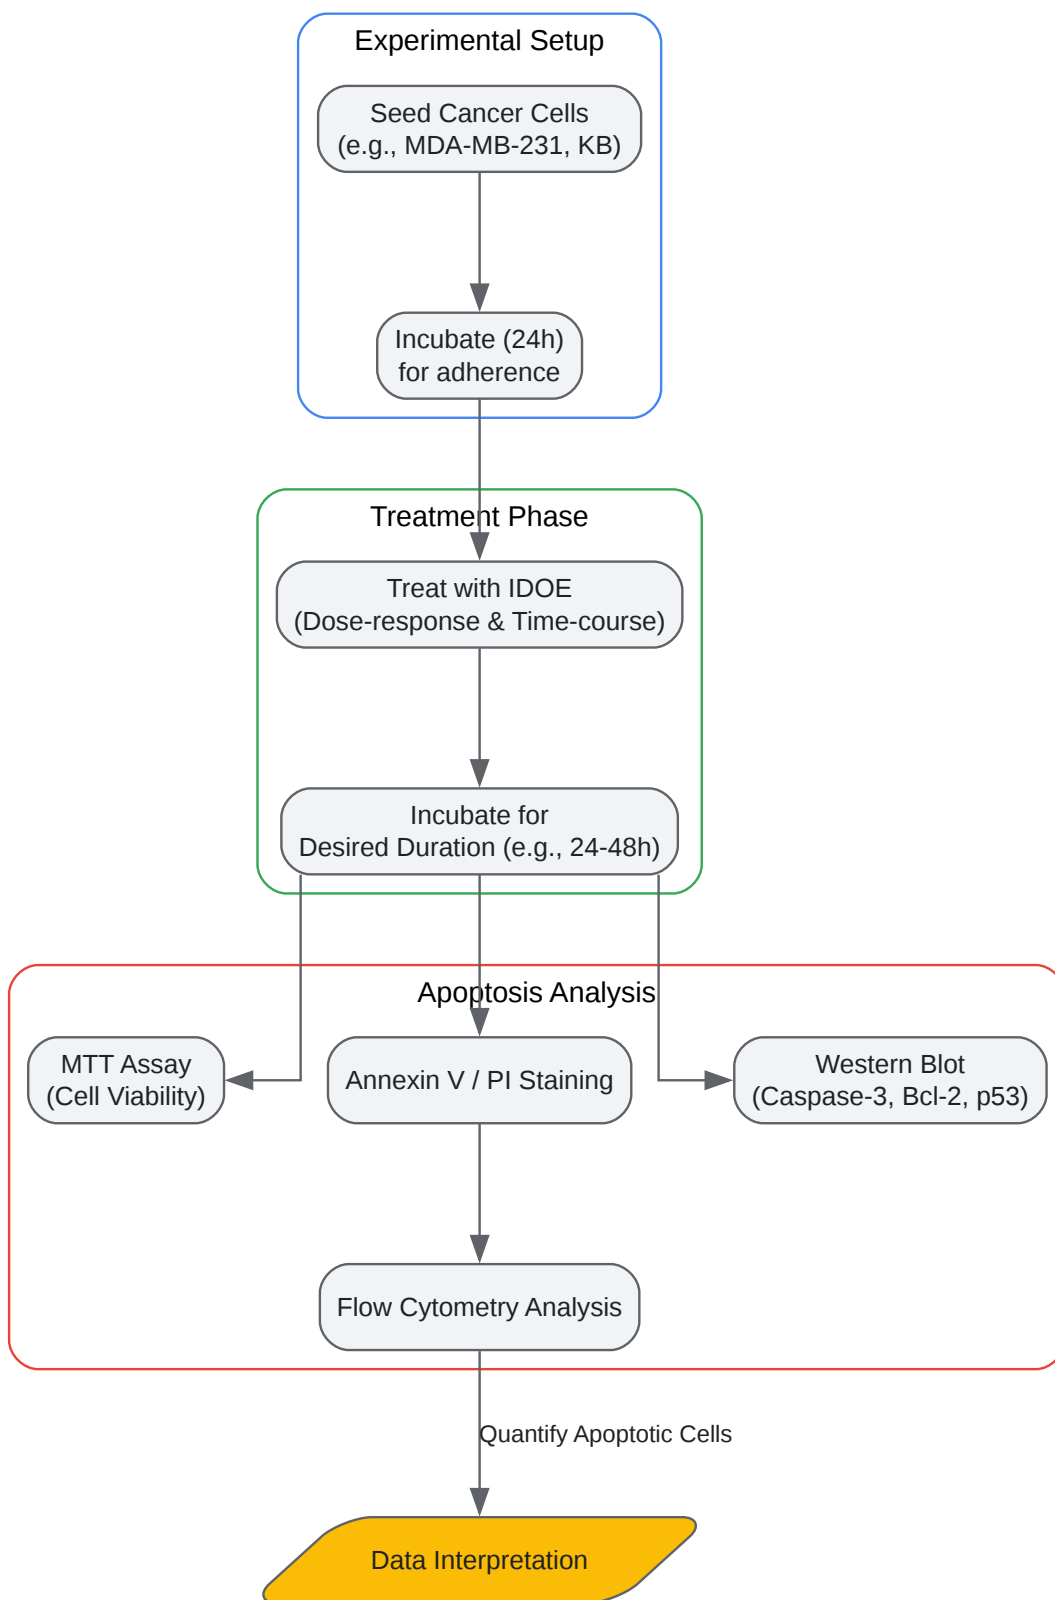 Experimental Setup
Seed Cancer Cells
(e.g., MDA-MB-231, KB)
Incubate (24h)
for adherence
Treatment Phase
Treat with IDOE
(Dose-response & Time-course)
Incubate for
Desired Duration (e.g., 24-48h)
Apoptosis Analysis
MTT Assay
(Cell Viability)
Annexin V / PI Staining
Western Blot
(Caspase-3, Bcl-2, p53)
Flow Cytometry Analysis
Quantify Apoptotic Cells
Data Interpretation